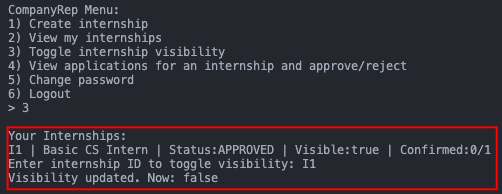 CompanyRep Menu:
1) Create internship
2) View my internships
3) Toggle internship visibility
4) View applications for an internship and approve/reject
5) Change password
6) Logout
> 3
Your Internships:
I1 | Basic CS Intern | Status:APPROVED | Visible:true | Confirmed:0/1
Enter internship ID to toggle visibility: I1
Visibility updated. Now: false